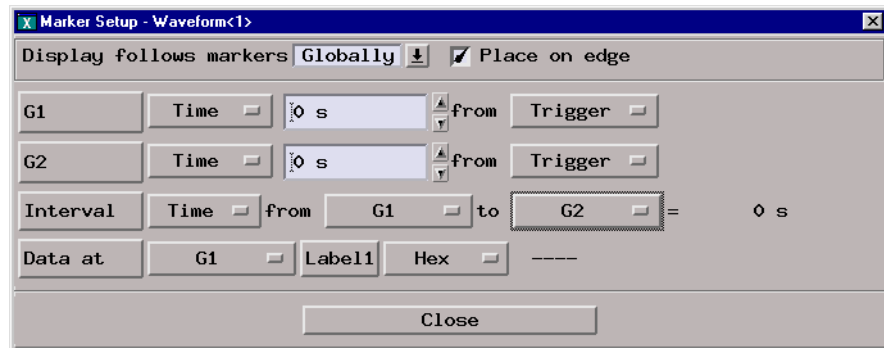 X Marker Setup - Waveform<1>
Display follows markers Globally Place on edge
G1 Time 0 s from Trigger
G2 Time 0 s from Trigger
Interval Time from G1 to G2 = 0 s
Data at G1 Label1 Hex ----
Close